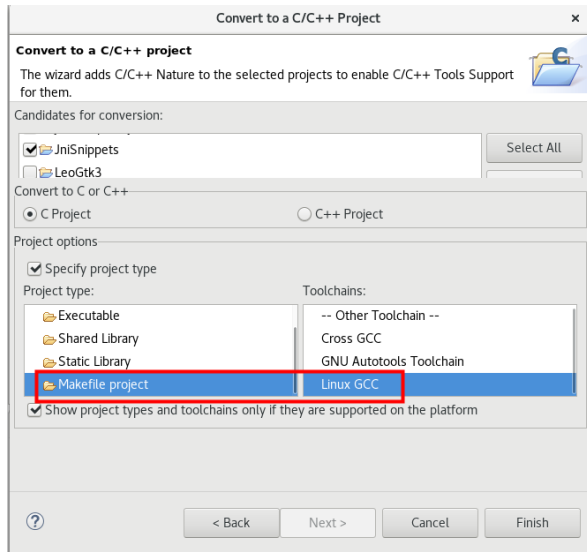 Convert to a C/C++ Project
×
Convert to a C/C++ project
The wizard adds C/C++ Nature to the selected projects to enable C/C++ Tools Support
for them.
Candidates for conversion:
JniSnippets
Select All
LeoGtk3
Convert to C or C++
C Project
C++ Project
Project options
Specify project type
Project type:
Toolchains:
Executable
-- Other Toolchain --
Shared Library
Cross GCC
Static Library
GNU Autotools Toolchain
Makefile project
Linux GCC
Show project types and toolchains only if they are supported on the platform
?
< Back
Next >
Cancel
Finish